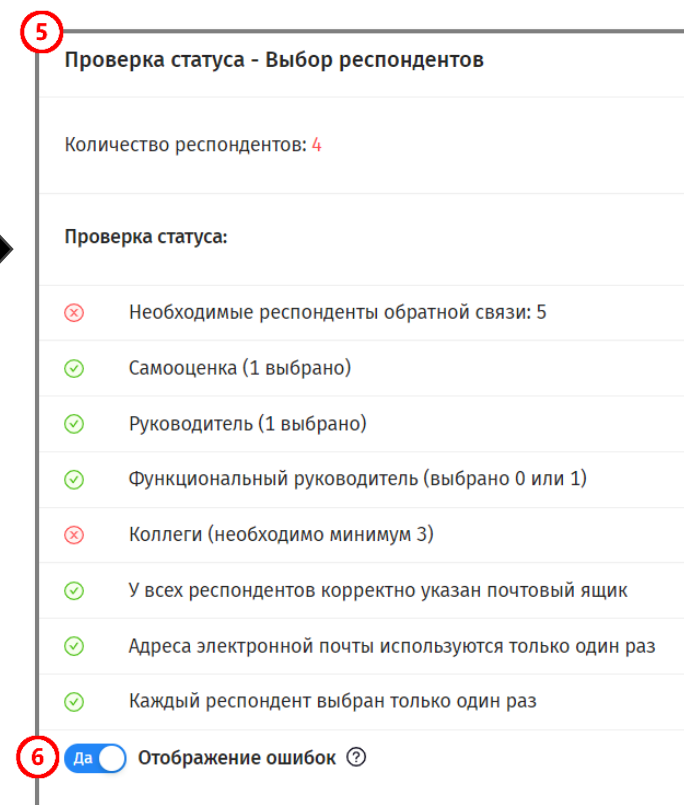 5
Проверка статуса - Выбор респондентов
Количество респондентов: 4
Проверка статуса:
Необходимые респонденты обратной связи: 5
Самооценка (1 выбрано)
Руководитель (1 выбрано)
Функциональный руководитель (выбрано 0 или 1)
Коллеги (необходимо минимум 3)
У всех респондентов корректно указан почтовый ящик
Адреса электронной почты используются только один раз
Каждый респондент выбран только один раз
6 Да Отображение ошибок ?